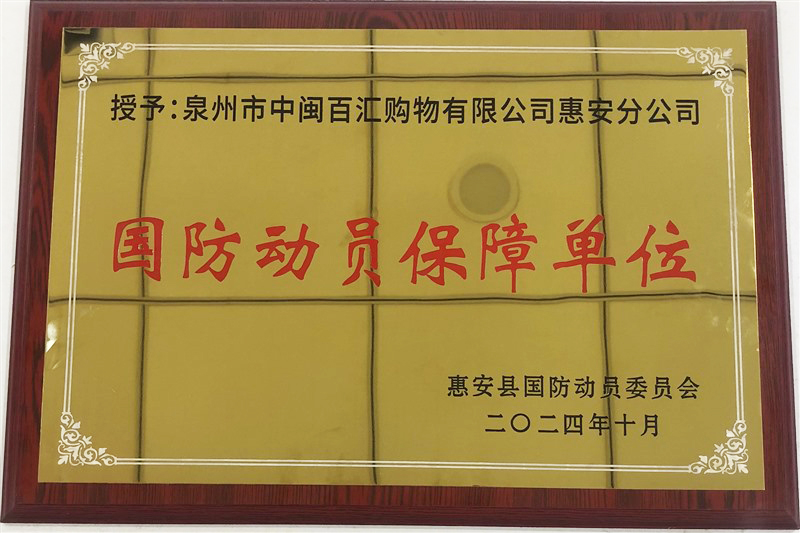 授予：泉州市中闽百汇购物有限公司惠安分公司
国防动员保障单位
惠安县国防动员委员会
二〇二四年十月